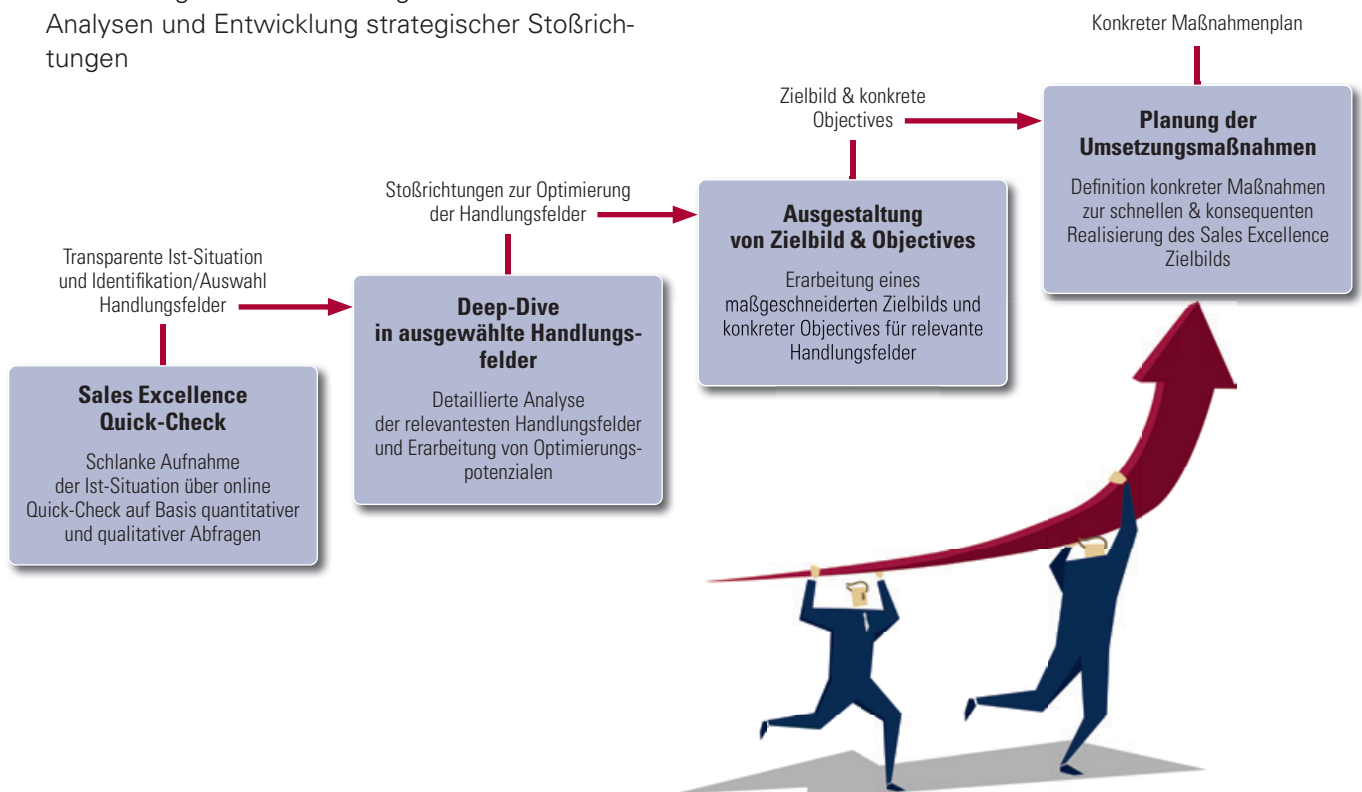 Analysen und Entwicklung strategischer Stoßrich-
tungen
Konkreter Maßnahmenplan
Zielbild & konkrete
Objectives
Planung der
Umsetzungsmaßnahmen
Definition konkreter Maßnahmen
zur schnellen & konsequenten
Realisierung des Sales Excellence
Zielbilds
Stoßrichtungen zur Optimierung
der Handlungsfelder
Ausgestaltung
von Zielbild & Objectives
Erarbeitung eines
maßgeschneiderten Zielbilds und
konkreter Objectives für relevante
Handlungsfelder
Transparente Ist-Situation
und Identifikation/Auswahl
Handlungsfelder
Deep-Dive
in ausgewählte Handlungs-
felder
Detaillierte Analyse
der relevantesten Handlungsfelder
und Erarbeitung von Optimierungs-
potenzialen
Sales Excellence
Quick-Check
Schlanke Aufnahme
der Ist-Situation über online
Quick-Check auf Basis quantitativer
und qualitativer Abfragen